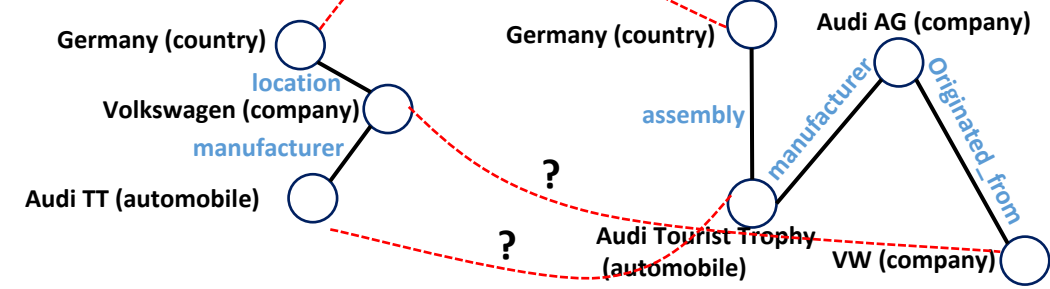 Germany (country)
location
Volkswagen (company)
manufacturer
Audi TT (automobile)
?
?
Germany (country)
assembly
Audi Tourist Trophy
(automobile)
manufacturer
Audi AG (company)
Originated_from
VW (company)